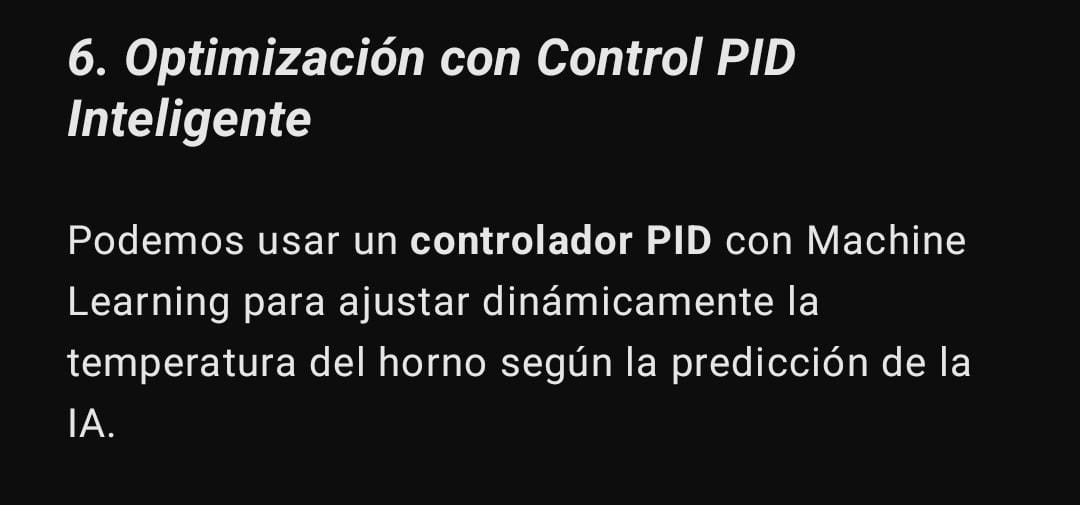 6. Optimización con Control PID
Inteligente
Podemos usar un controlador PID con Machine
Learning para ajustar dinámicamente la
temperatura del horno según la predicción de la
IA.